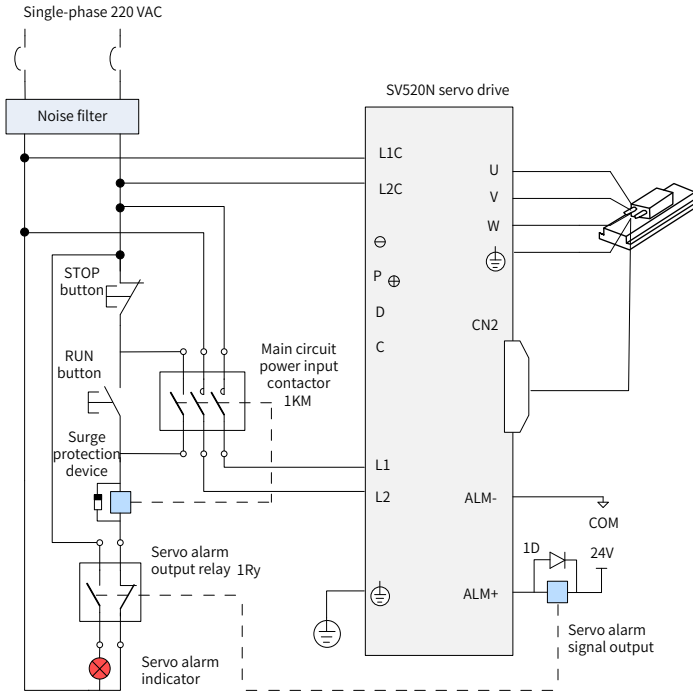 Single-phase 220 VAC
Noise filter
SV520N servo drive
L1C
L2C
U
V
W
P
D
C
CN2
STOP
button
RUN
button
Main circuit
power input
contactor
1KM
Surge
protection
device
L1
L2
ALM-
COM
1D
24V
ALM+
Servo alarm
output relay 1Ry
Servo alarm
signal output
Servo alarm
indicator